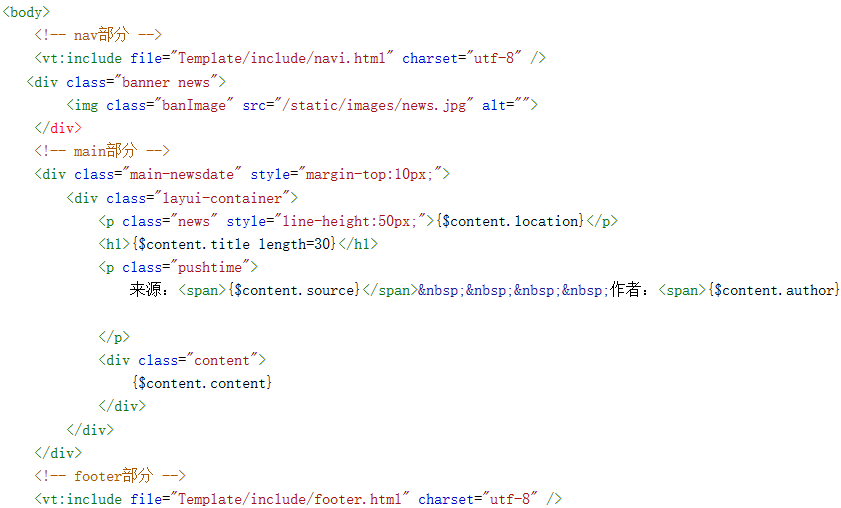 <body>
<!-- nav部分 -->
<vt:include file="Template/include/navi.html" charset="utf-8" />
<div class="banner news">
<img class="banImage" src="/static/images/news.jpg" alt="">
</div>
<!-- main部分 -->
<div class="main-newsdate" style="margin-top:10px;">
<div class="layui-container">
<p class="news" style="line-height:50px;">{$content.location}</p>
<h1>{$content.title length=30}</h1>
<p class="pushtime">
来源：<span>{$content.source}</span>&nbsp;&nbsp;&nbsp;&nbsp;作者：<span>{$content.author}
</p>
<div class="content">
{$content.content}
</div>
</div>
</div>
<!-- footer部分 -->
<vt:include file="Template/include/footer.html" charset="utf-8" />